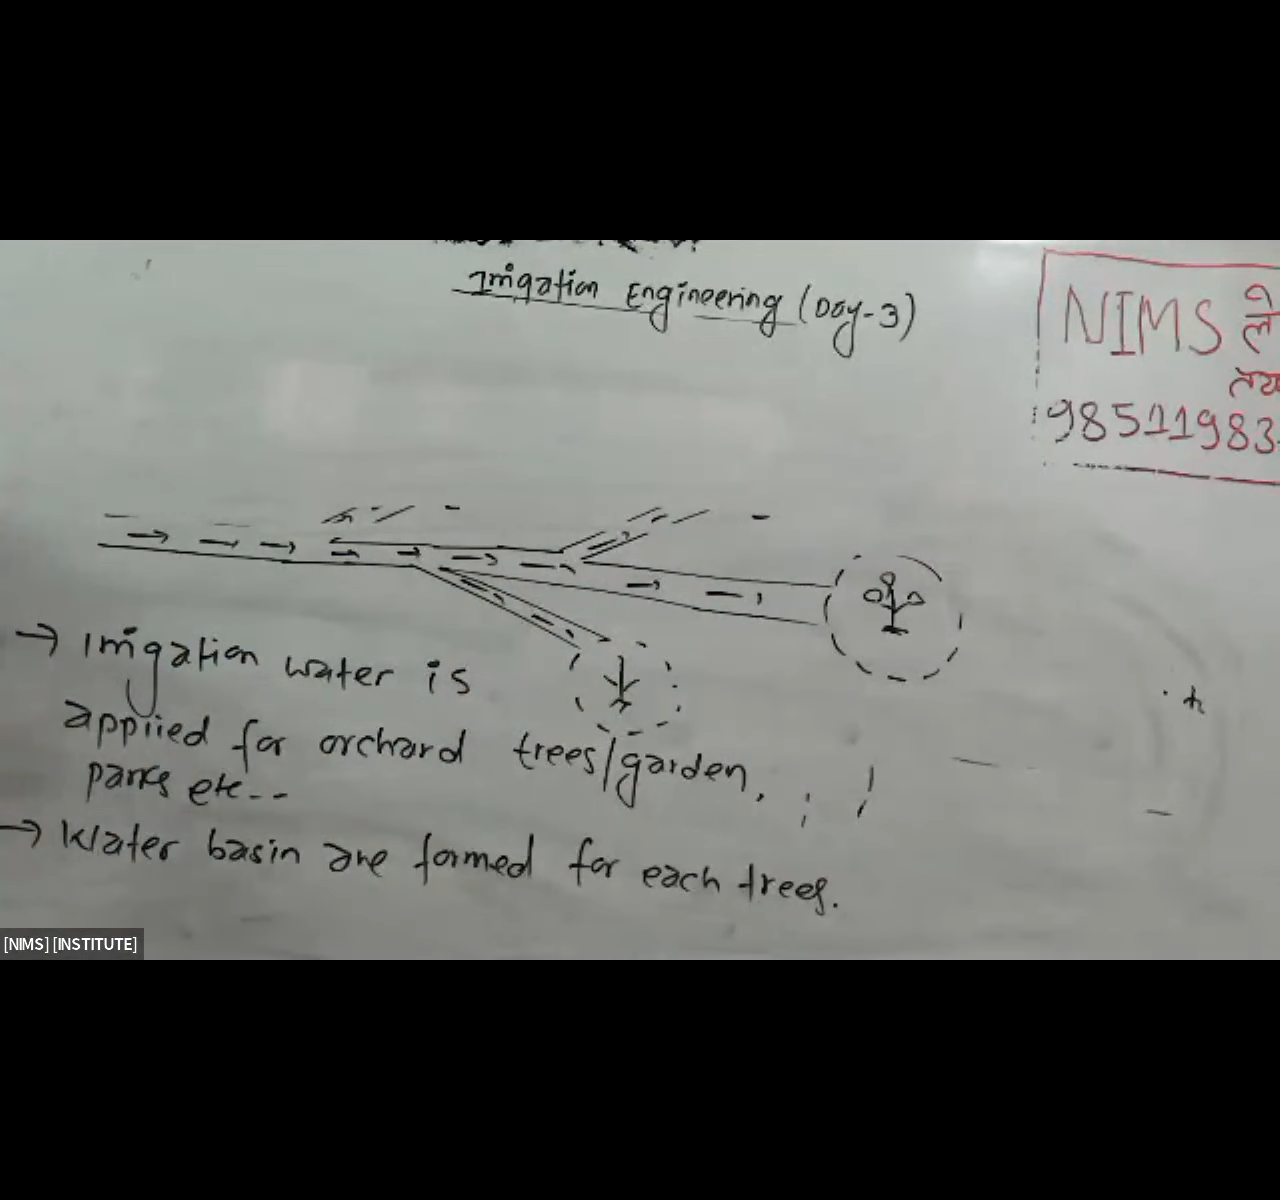 Irrigation Engineering (Day-3)
NIMS ले
98511983
→ Irrigation water is
applied for orchard trees/garden,
parks etc--
→ Water basin are formed for each trees.
[NIMS] [INSTITUTE]